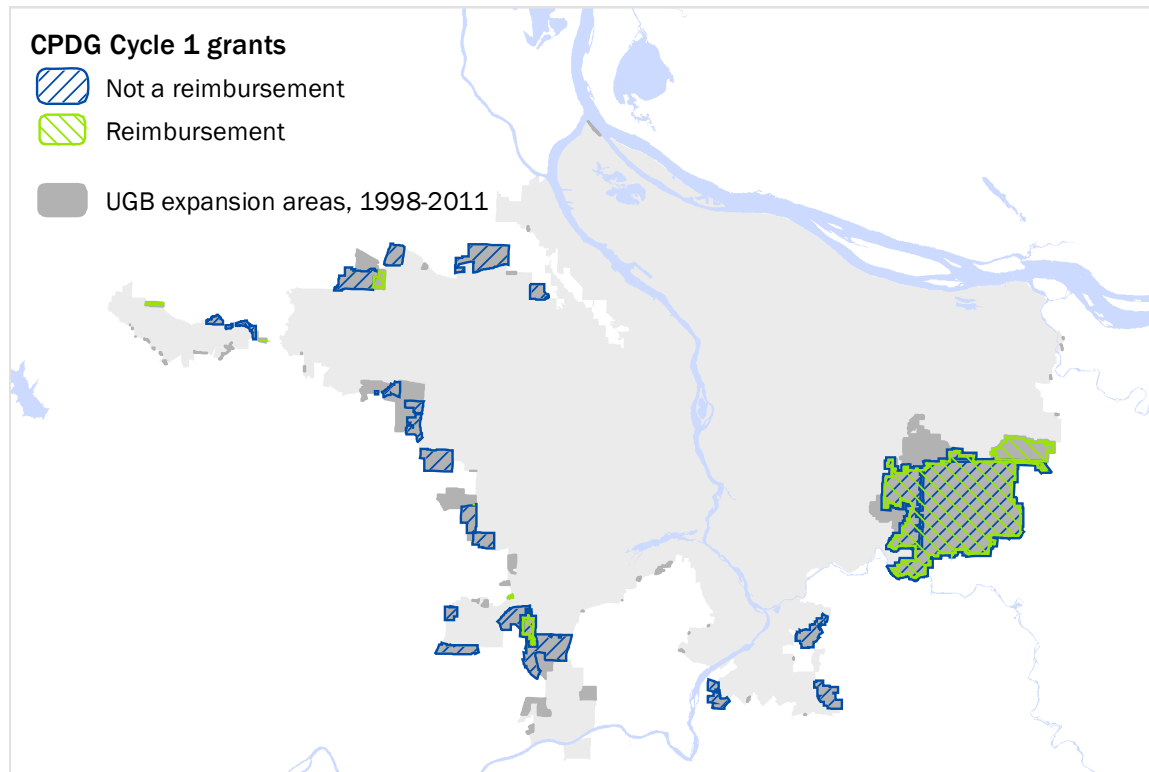 CPDG Cycle 1 grants
Not a reimbursement
Reimbursement
UGB expansion areas, 1998-2011